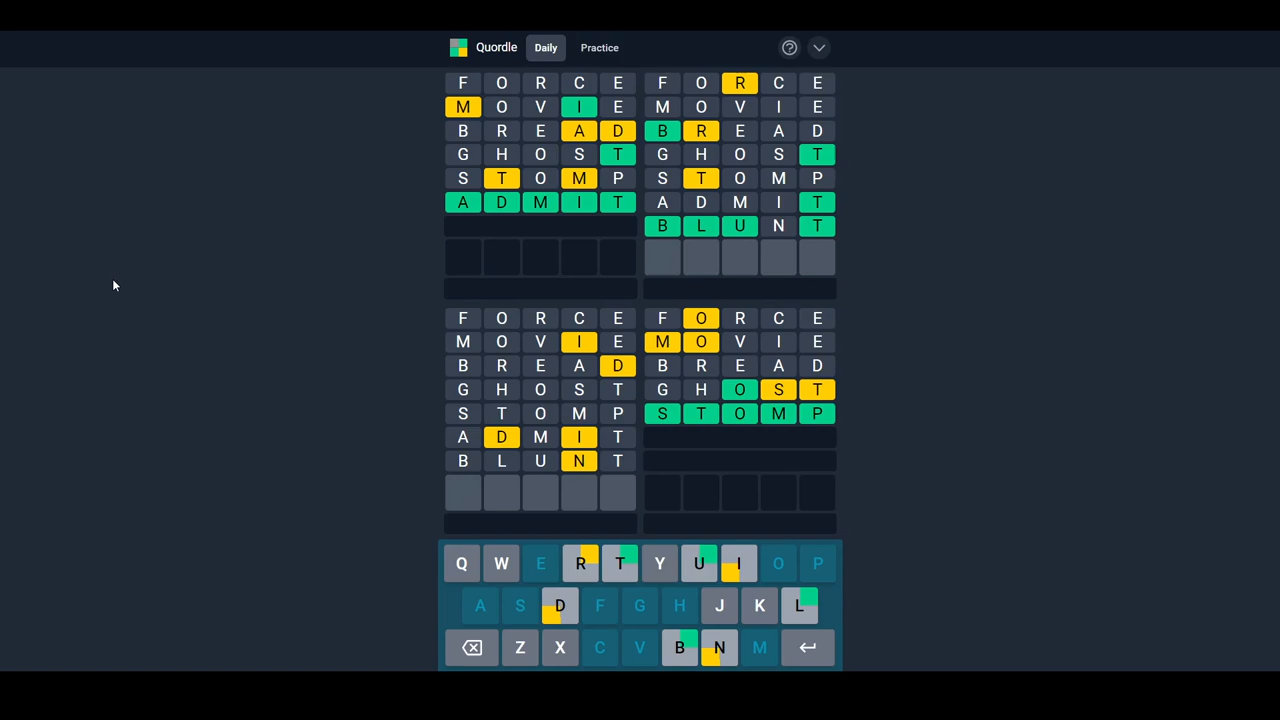 Quordle Daily Practice
F O R C E F O R C E
M O V I E M O V I E
B R E A D B R E A D
G H O S T G H O S T
S T O M P S T O M P
A D M I T A D M I T
B L U N T
F O R C E F O R C E
M O V I E M O V I E
B R E A D B R E A D
G H O S T G H O S T
S T O M P S T O M P
A D M I T
B L U N T
Q W E R T Y U I O P
A S D F G H J K L
Z X C V B N M